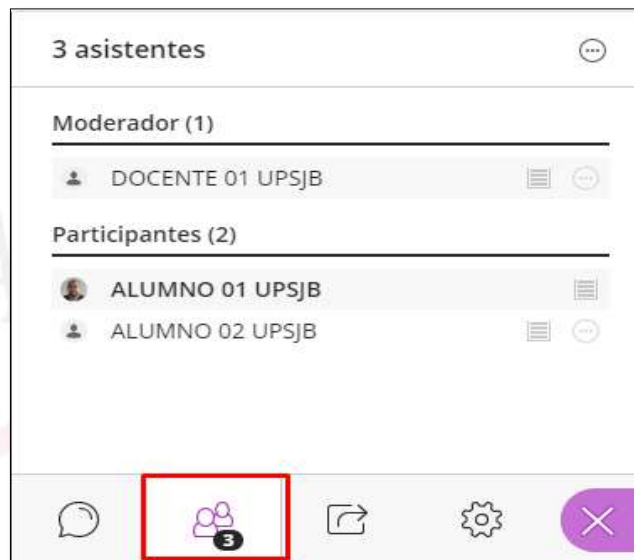 3 asistentes
Moderador (1)
DOCENTE 01 UPSJB
Participantes (2)
ALUMNO 01 UPSJB
ALUMNO 02 UPSJB
3